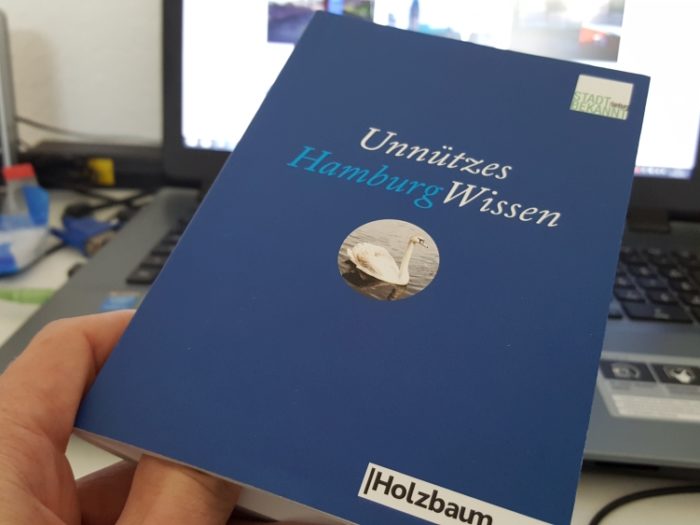 STADT
BEKANNT
Unnützes
HamburgWissen
|Holzbaum